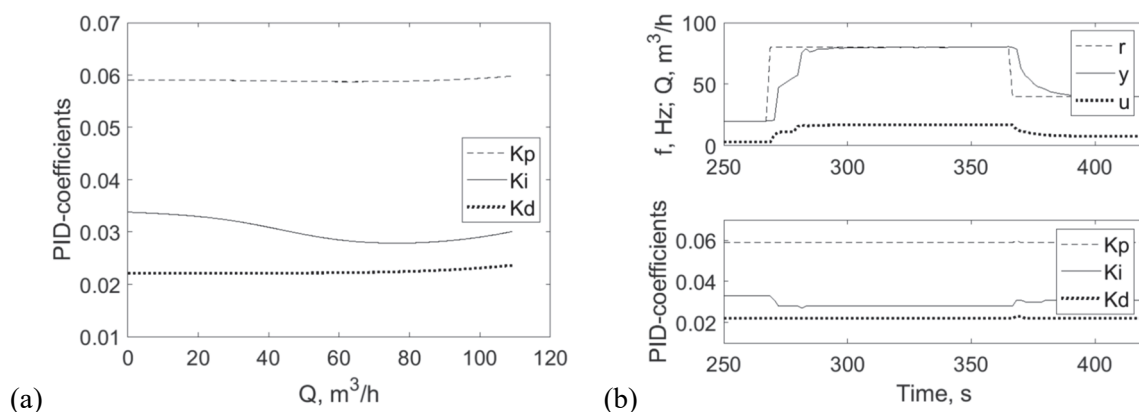 0.07
0.06
0.05
0.04
0.03
0.02
0.01
PID-coefficients
Kp
Ki
Kd
0 20 40 60 80 100 120
Q, m³/h
(a)
100
50
0
f, Hz; Q, m³/h
r
y
u
250 300 350 400
0.06
0.04
0.02
PID-coefficients
Kp
Ki
Kd
250 300 350 400
Time, s
(b)